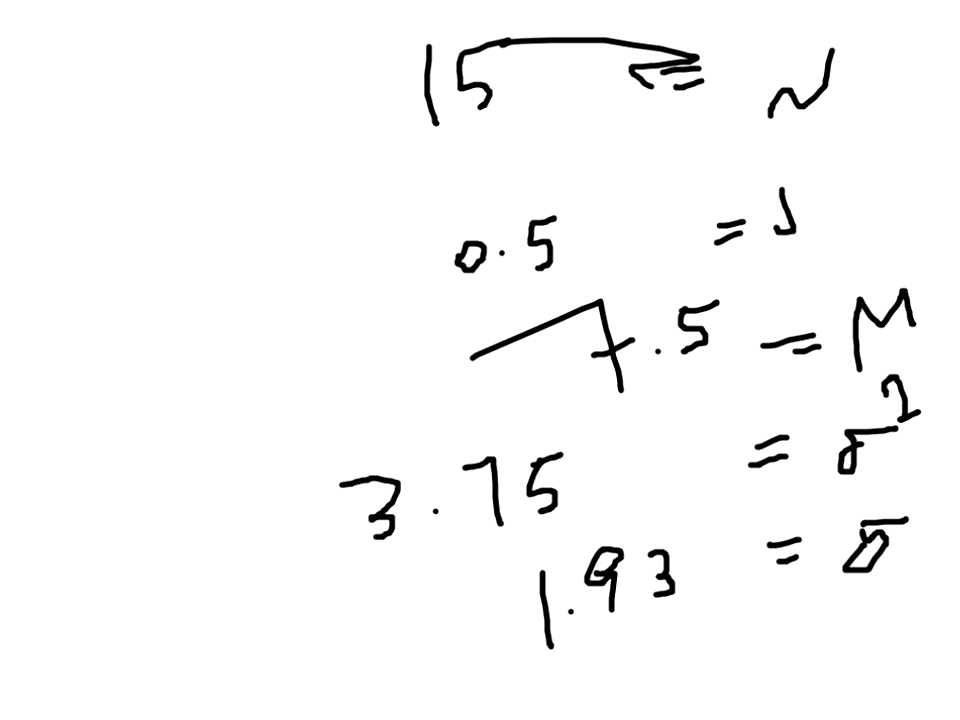 15 = N
0.5 =
7.5 = M
3.75 = σ²
1.93 = σ